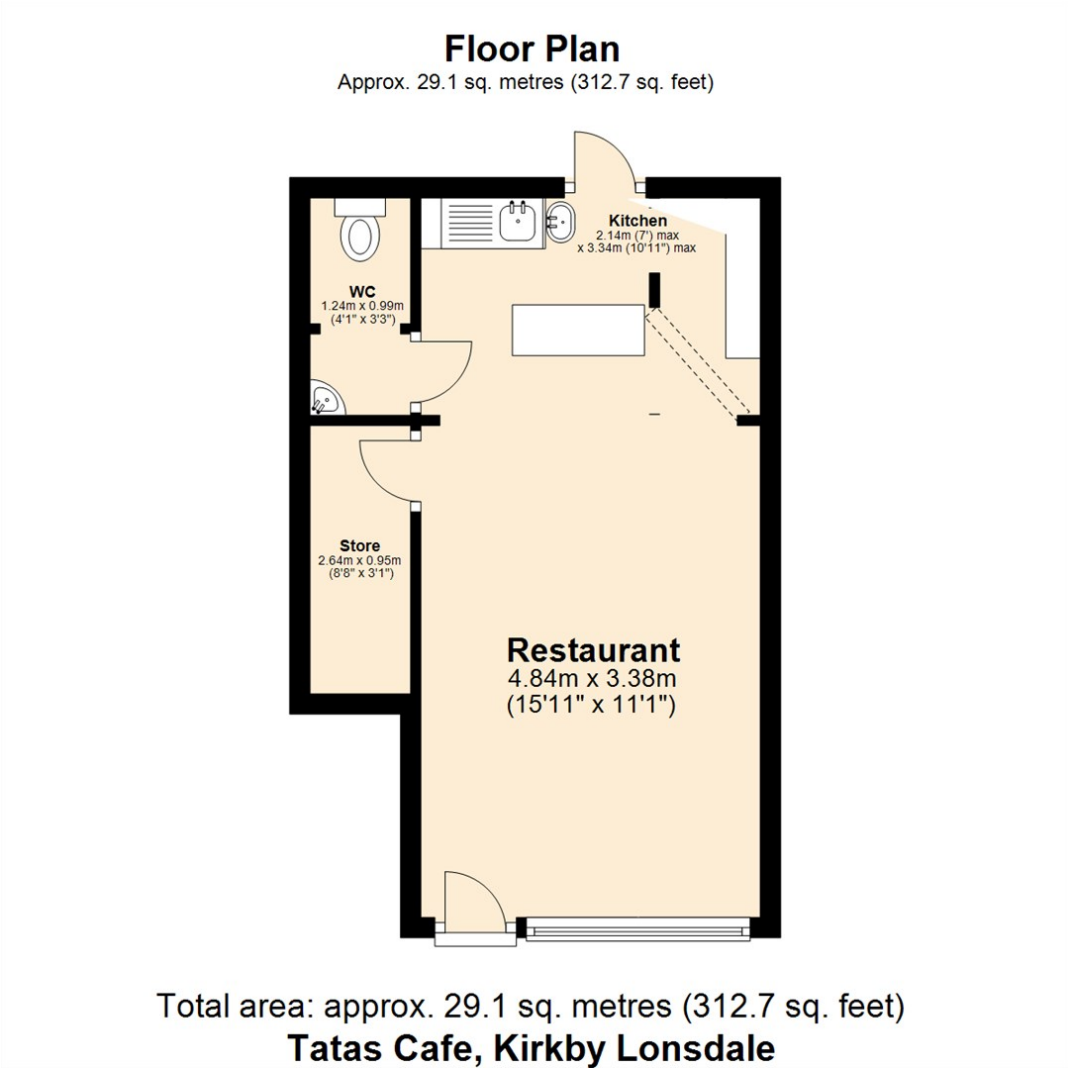 Floor Plan
Approx. 29.1 sq. metres (312.7 sq. feet)
Kitchen
2.14m (7') max
x 3.34m (10'11") max
WC
1.24m x 0.99m
(4'1" x 3'3")
Store
2.64m x 0.95m
(8'8" x 3'1")
Restaurant
4.84m x 3.38m
(15'11" x 11'1")
Total area: approx. 29.1 sq. metres (312.7 sq. feet)
Tatas Cafe, Kirkby Lonsdale